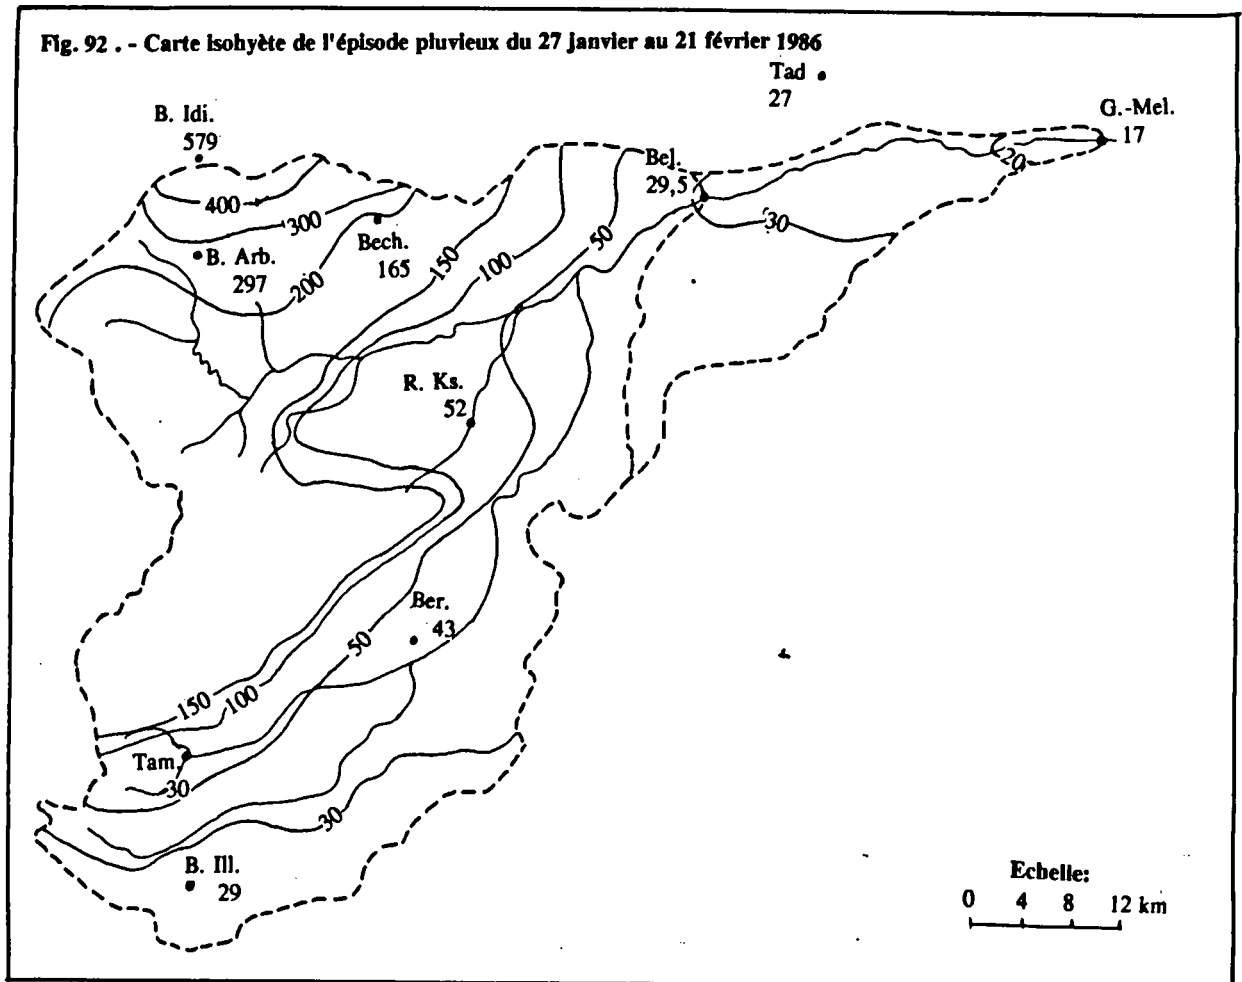 Fig. 92 . - Carte isohyète de l'épisode pluvieux du 27 janvier au 21 février 1986
Tad
27
B. Idi.
579
G.-Mel.
17
Bel.
29,5
20
400
300
30
B. Arb.
297
Bech.
165
150
100
50
200
R. Ks.
52
Ber.
43
50
150
100
Tam.
30
30
B. Ill.
29
Echelle:
0 4 8 12 km